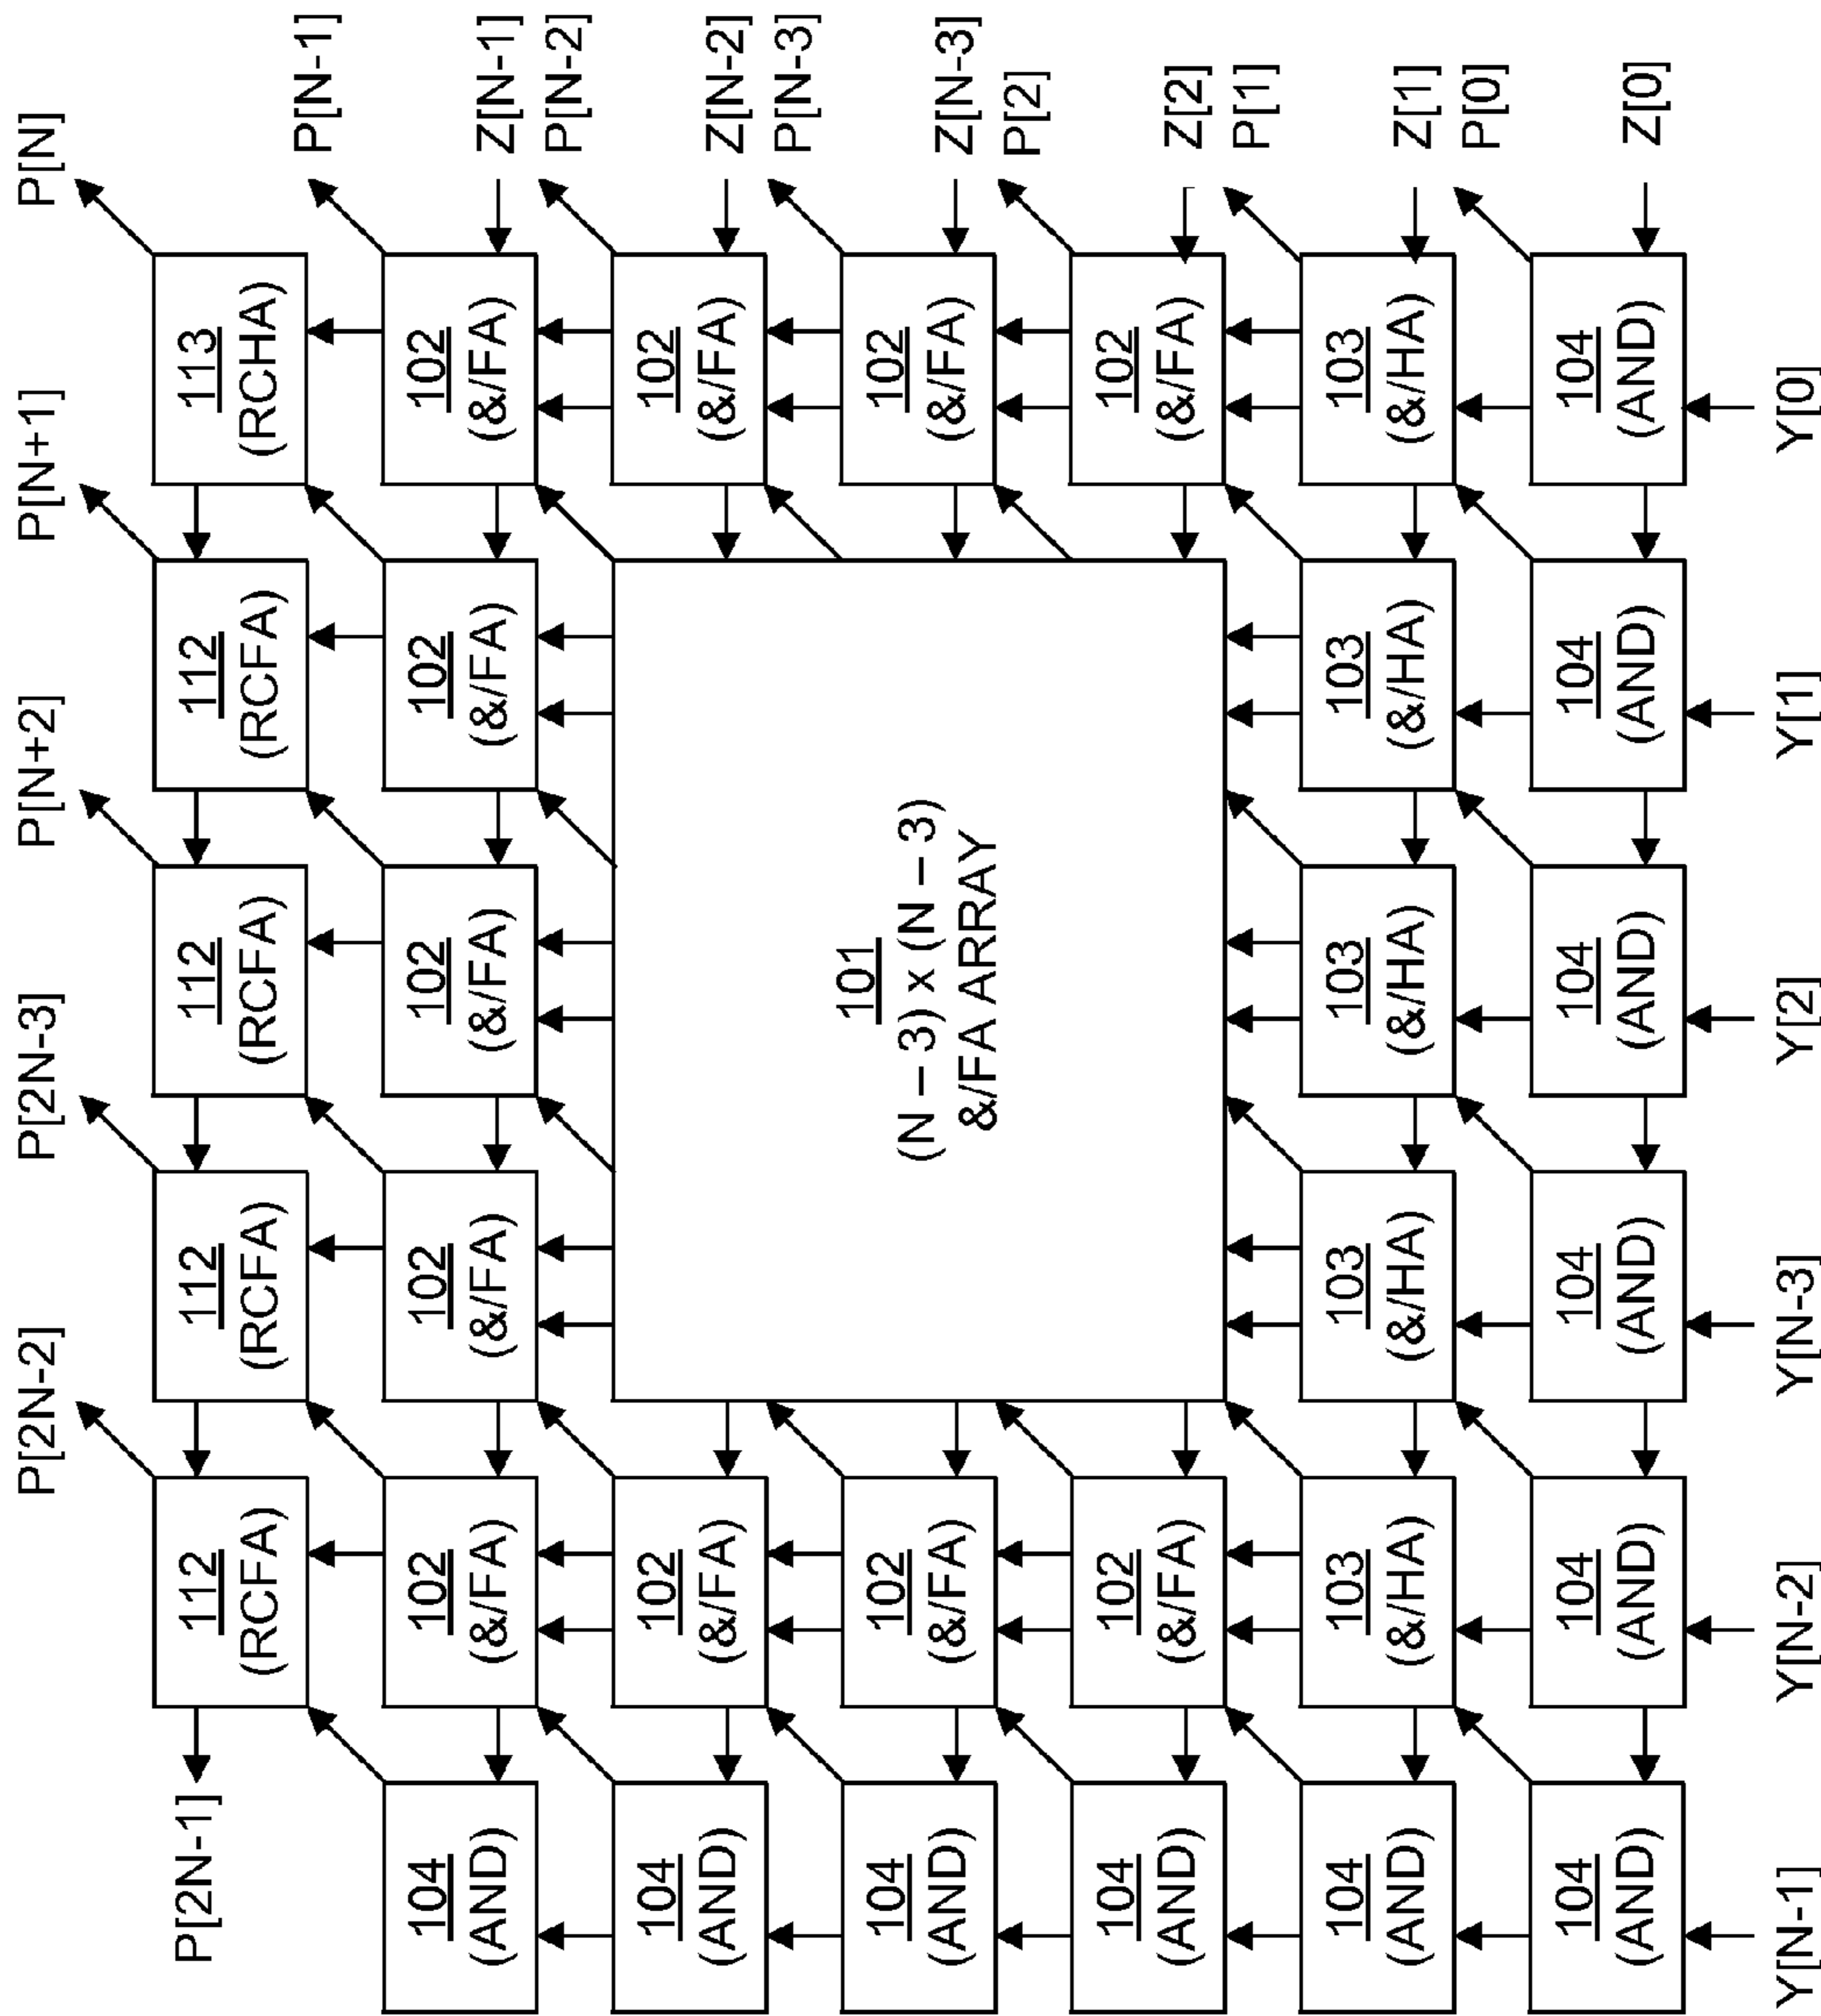 P[2N-2]
P[2N-3]
P[N+2]
P[N+1]
P[N]
P[2N-1]
112
(RCFA)
112
(RCFA)
112
(RCFA)
112
(RCFA)
113
(RCHA)
P[N-1]
104
(AND)
102
(&/FA)
102
(&/FA)
102
(&/FA)
102
(&/FA)
102
(&/FA)
Z[N-1]
P[N-2]
104
(AND)
102
(&/FA)
102
(&/FA)
Z[N-2]
P[N-3]
104
(AND)
102
(&/FA)
101
(N – 3) x (N – 3)
&/FA ARRAY
102
(&/FA)
Z[N-3]
P[2]
104
(AND)
102
(&/FA)
102
(&/FA)
Z[2]
P[1]
104
(AND)
103
(&/HA)
103
(&/HA)
103
(&/HA)
103
(&/HA)
103
(&/HA)
Z[1]
P[0]
104
(AND)
104
(AND)
104
(AND)
104
(AND)
104
(AND)
104
(AND)
Z[0]
Y[N-1]
Y[N-2]
Y[N-3]
Y[2]
Y[1]
Y[0]